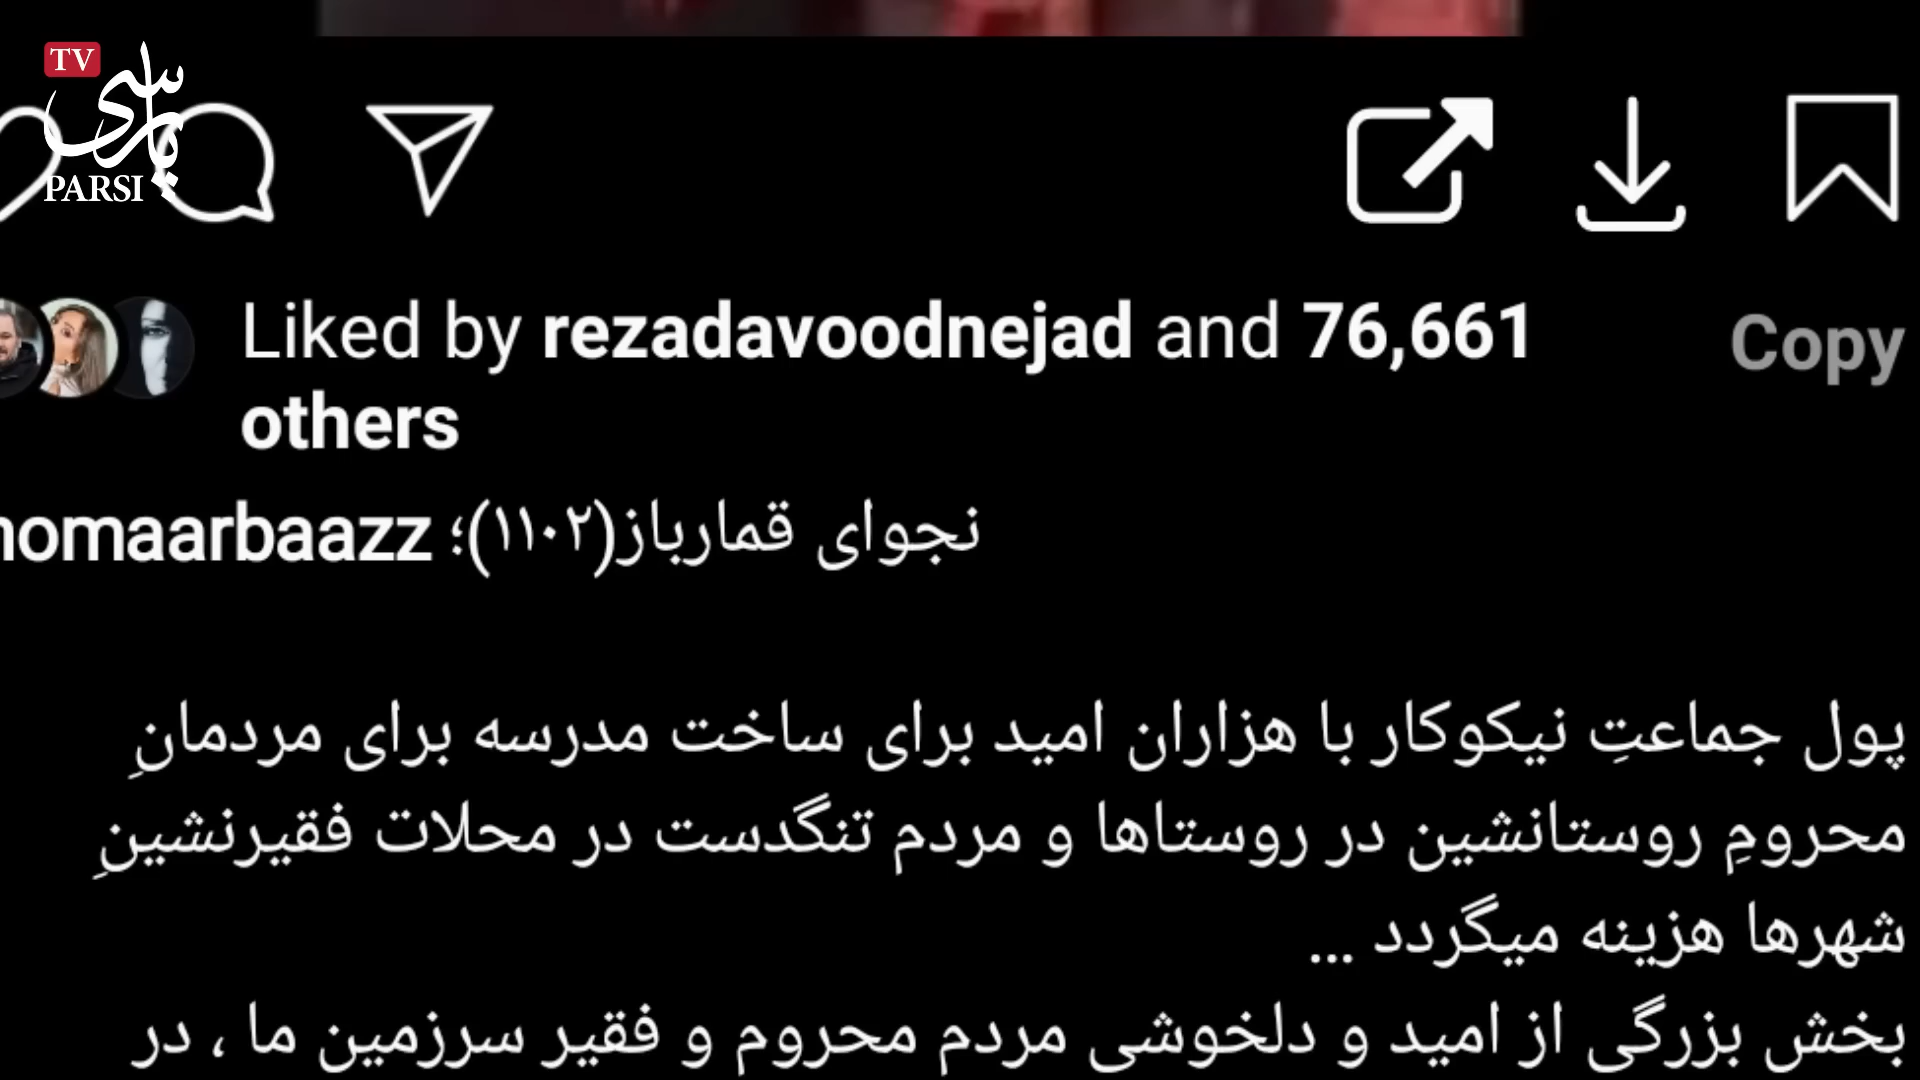 TV
پارسی
PARSI
Liked by rezadavoodnejad and 76,661
others
Copy
homaarbaazz نجوای قمارباز(۱۱۰۲)؛
پول جماعتِ نیکوکار با هزاران امید برای ساخت مدرسه برای مردمانِ
محرومِ روستانشین در روستاها و مردم تنگدست در محلات فقیرنشینِ
شهرها هزینه میگردد ...
بخش بزرگی از امید و دلخوشی مردم محروم و فقیر سرزمین ما ، در